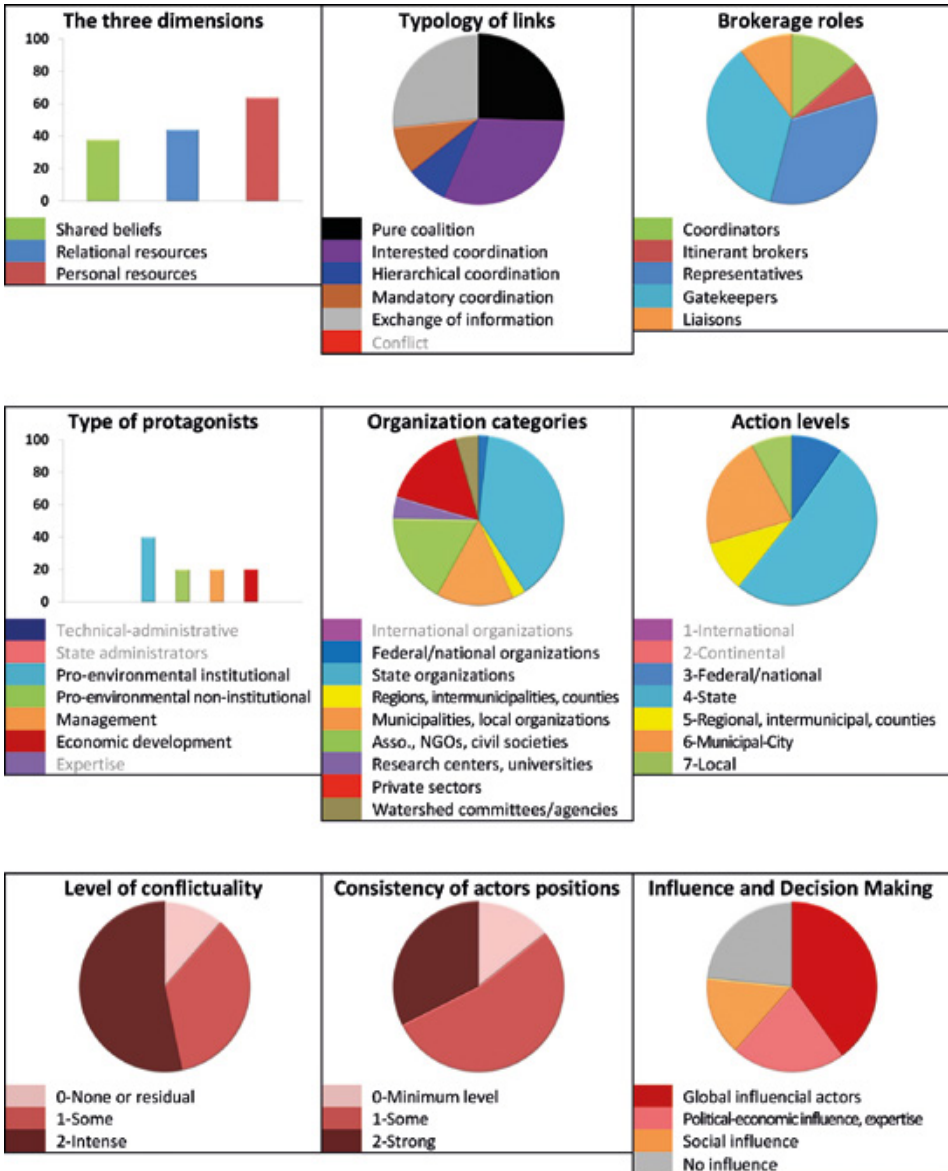 The three dimensions
100
80
60
40
20
0
Shared beliefs
Relational resources
Personal resources
Typology of links
Pure coalition
Interested coordination
Hierarchical coordination
Mandatory coordination
Exchange of information
Conflict
Brokerage roles
Coordinators
Itinerant brokers
Representatives
Gatekeepers
Liaisons
Type of protagonists
100
80
60
40
20
0
Technical-administrative
State administrators
Pro-environmental institutional
Pro-environmental non-institutional
Management
Economic development
Expertise
Organization categories
International organizations
Federal/national organizations
State organizations
Regions, intermunicipalities, counties
Municipalities, local organizations
Asso., NGOs, civil societies
Research centers, universities
Private sectors
Watershed committees/agencies
Action levels
1-International
2-Continental
3-Federal/national
4-State
5-Regional, intermunicipal, counties
6-Municipal-City
7-Local
Level of conflictuality
0-None or residual
1-Some
2-Intense
Consistency of actors positions
0-Minimum level
1-Some
2-Strong
Influence and Decision Making
Global influencial actors
Political-economic influence, expertise
Social influence
No influence